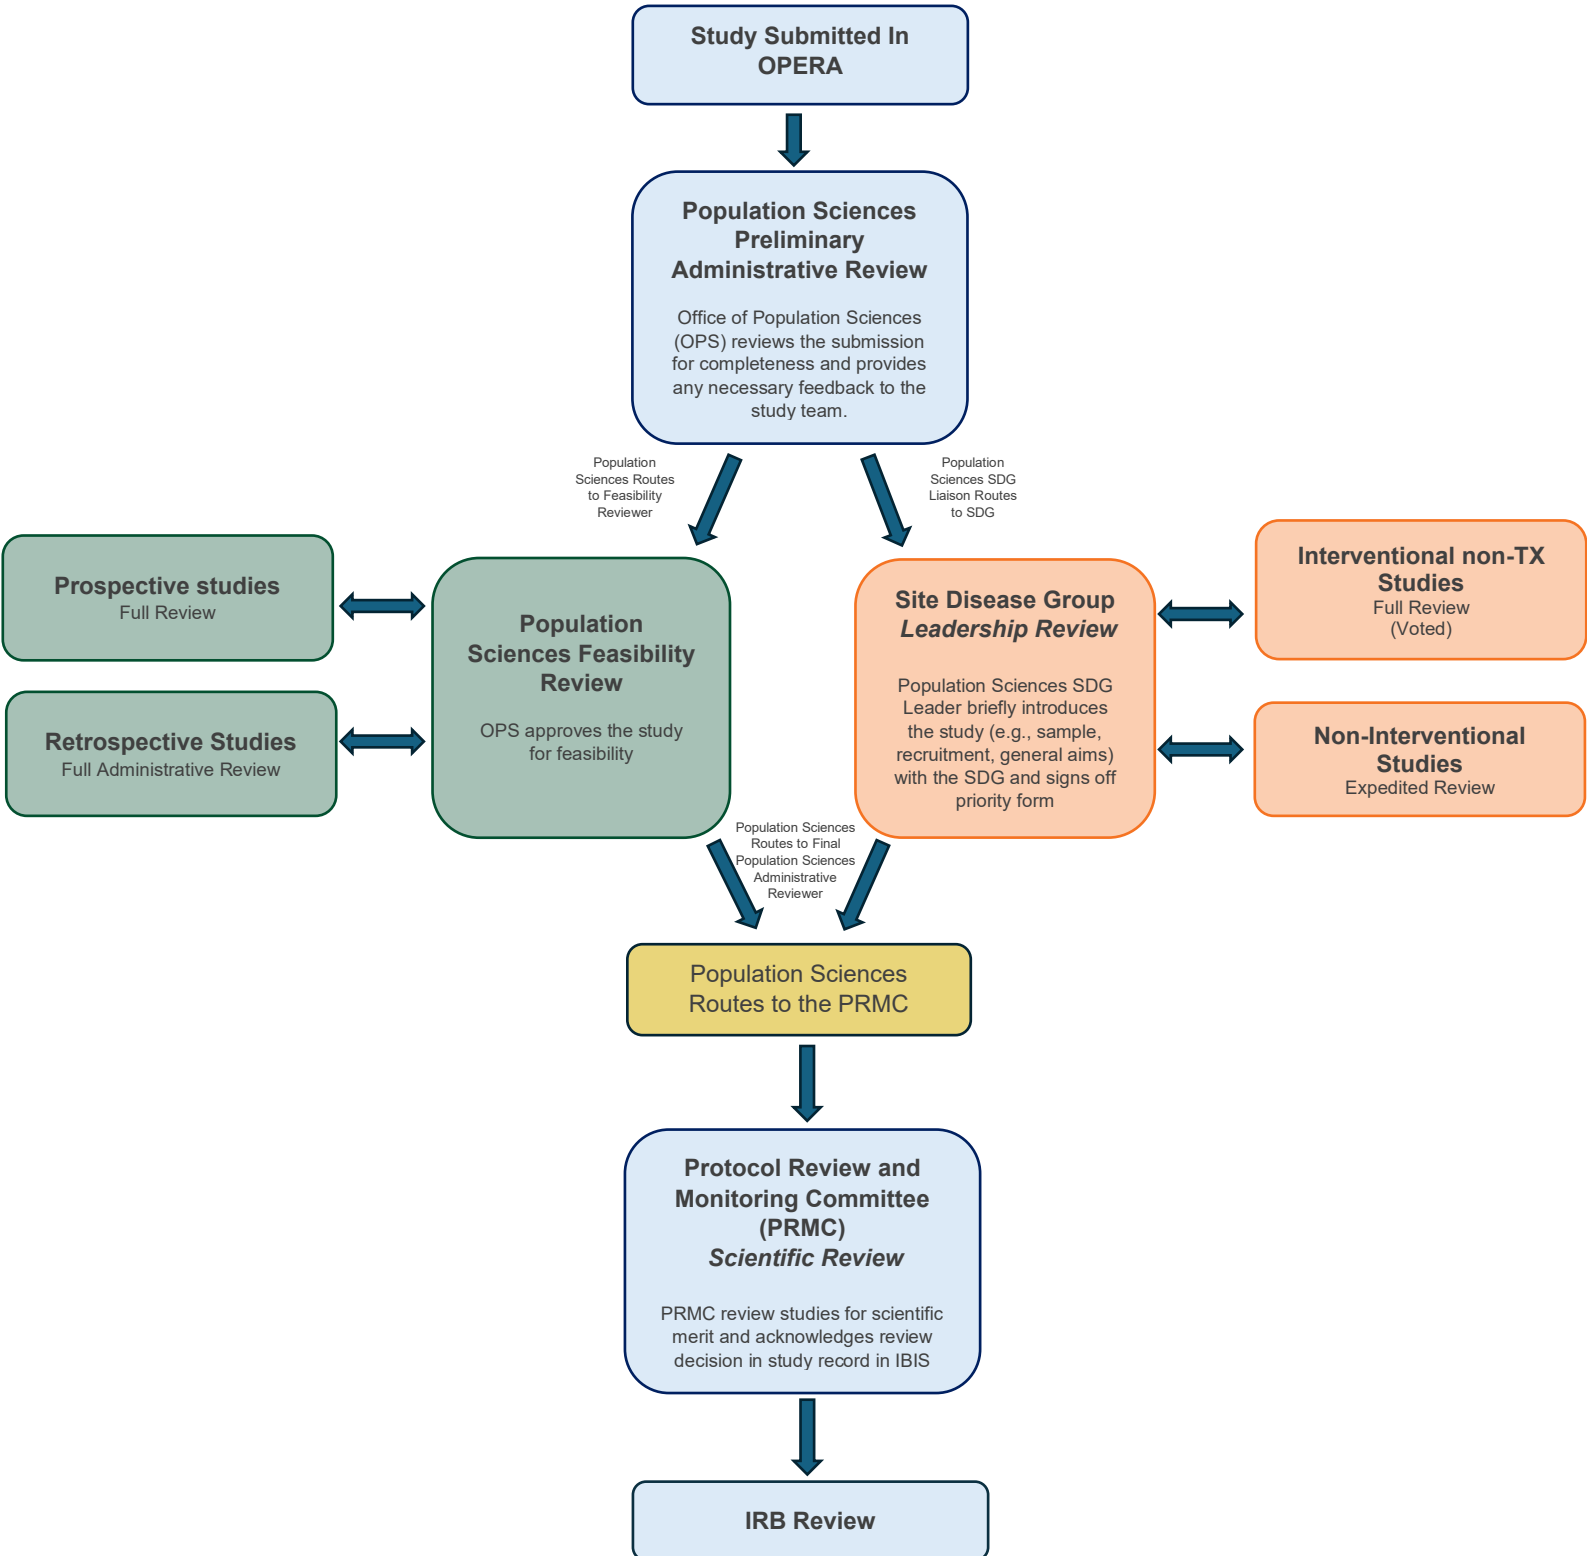 Study Submitted In
OPERA
Population Sciences
Preliminary
Administrative Review
Office of Population Sciences
(OPS) reviews the submission
for completeness and provides
any necessary feedback to the
study team.
Population
Sciences Routes
to Feasibility
Reviewer
Population
Sciences SDG
Liaison Routes
to SDG
Prospective studies
Full Review
Retrospective Studies
Full Administrative Review
Population
Sciences Feasibility
Review
OPS approves the study
for feasibility
Site Disease Group
Leadership Review
Population Sciences SDG
Leader briefly introduces
the study (e.g., sample,
recruitment, general aims)
with the SDG and signs off
priority form
Interventional non-TX
Studies
Full Review
(Voted)
Non-Interventional
Studies
Expedited Review
Population Sciences
Routes to Final
Population Sciences
Administrative
Reviewer
Population Sciences
Routes to the PRMC
Protocol Review and
Monitoring Committee
(PRMC)
Scientific Review
PRMC review studies for scientific
merit and acknowledges review
decision in study record in IBIS
IRB Review